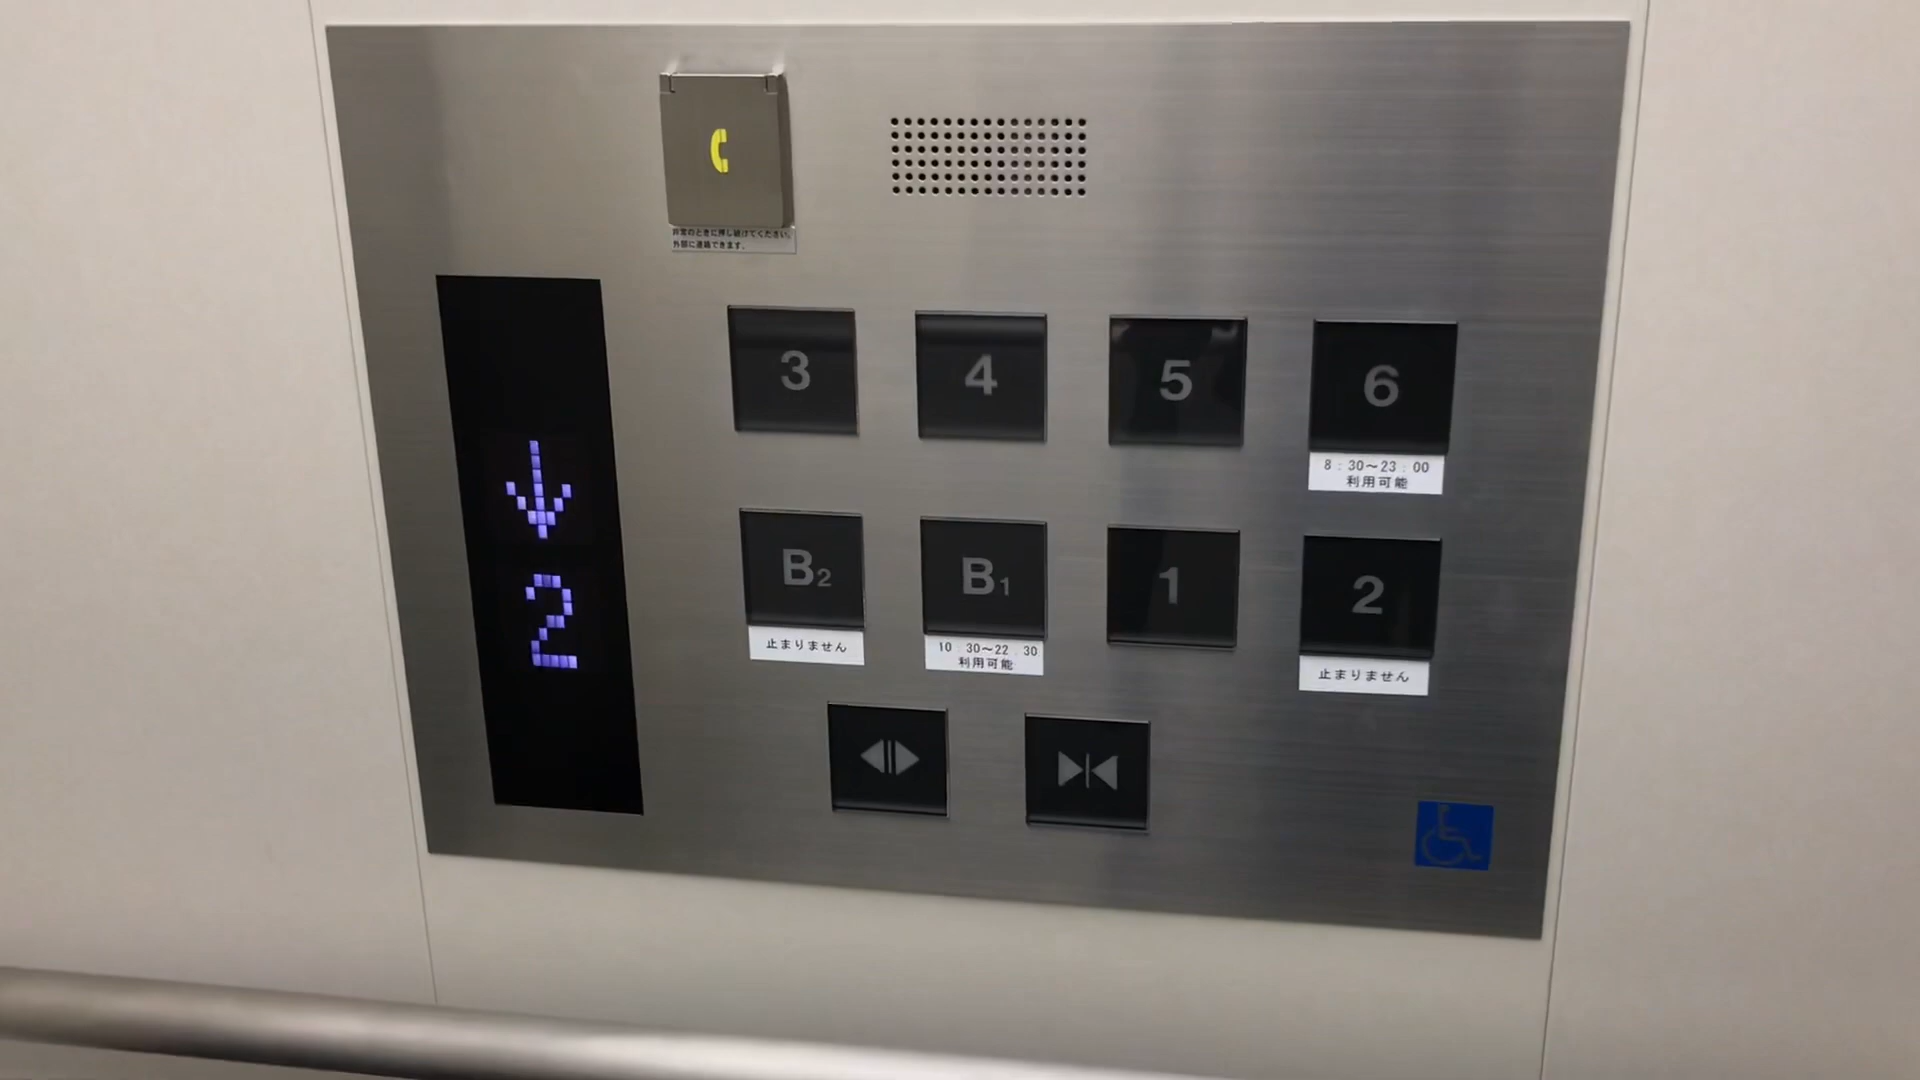 非常のときに押し続けてください。
外部に連絡できます。
3 4 5 6
8:30～23:00
利用可能
2
B2 B1 1 2
止まりません
10:30～22:30
利用可能
止まりません